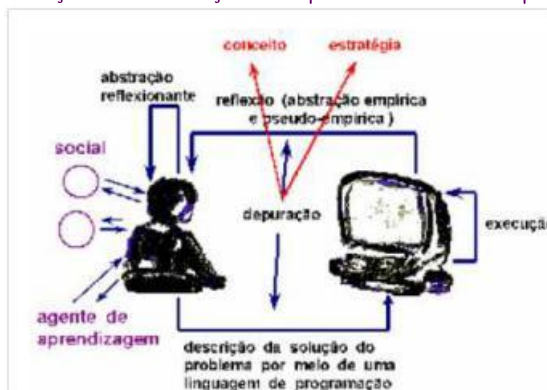 conceito
estratégia
abstração
reflexionante
reflexão (abstração empírica
e pseudo-empírica )
social
depuração
execução
agente de
aprendizagem
descrição da solução do
problema por meio de uma
linguagem de programação